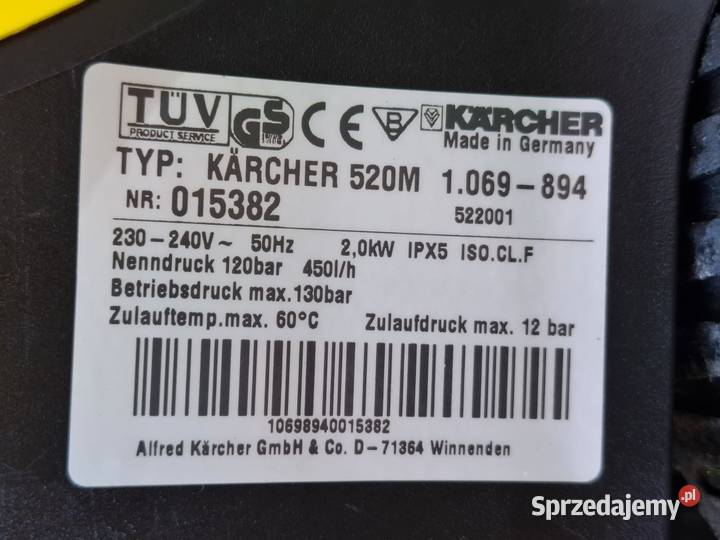 TÜV
PRODUCT SERVICE
GS
CE
B
KÄRCHER
Made in Germany
TYP: KÄRCHER 520M 1.069-894
NR: 015382 522001
230-240V~ 50Hz 2,0kW IPX5 ISO.CL.F
Nenndruck 120bar 450l/h
Betriebsdruck max.130bar
Zulauftemp.max. 60°C Zulaufdruck max. 12 bar
10698940015382
Alfred Kärcher GmbH & Co. D-71364 Winnenden
Sprzedajemy.pl